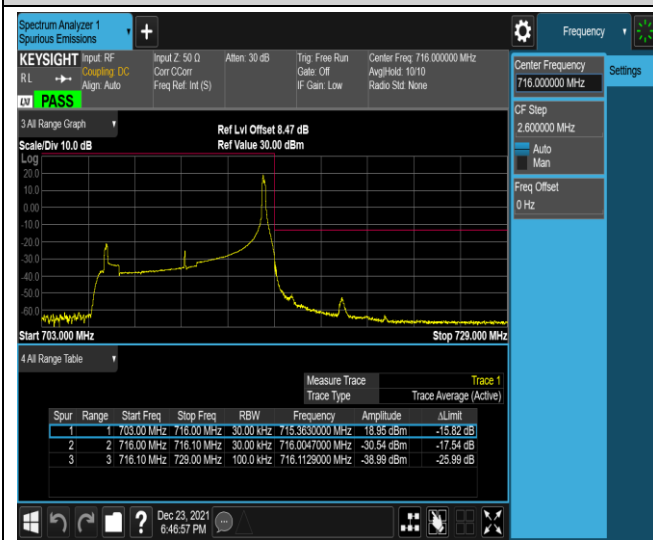 Spectrum Analyzer 1
Spurious Emissions
+
Frequency
KEYSIGHT Input: RF Input Z: 50 Ω Atten: 30 dB Trig: Free Run Center Freq: 716.000000 MHz
RL Coupling: DC Corr CCorr Gate: Off Avg|Hold: 10/10
Align: Auto Freq Ref: Int (S) IF Gain: Low Radio Std: None
LXI PASS
Center Frequency
716.000000 MHz
Settings
CF Step
2.600000 MHz
Auto
Man
Freq Offset
0 Hz
3 All Range Graph
Ref Lvl Offset 8.47 dB
Scale/Div 10.0 dB Ref Value 30.00 dBm
Log
20.0
10.0
0.00
-10.0
-20.0
-30.0
-40.0
-50.0
-60.0
Start 703.000 MHz Stop 729.000 MHz
4 All Range Table
Measure Trace Trace 1
Trace Type Trace Average (Active)
Spur Range Start Freq Stop Freq RBW Frequency Amplitude ΔLimit
1 1 703.00 MHz 716.00 MHz 30.00 kHz 715.3630000 MHz 18.95 dBm -15.82 dB
2 2 716.00 MHz 716.10 MHz 30.00 kHz 716.0047000 MHz -30.54 dBm -17.54 dB
3 3 716.10 MHz 729.00 MHz 100.0 kHz 716.1129000 MHz -38.99 dBm -25.99 dB
?
Dec 23, 2021
6:46:57 PM